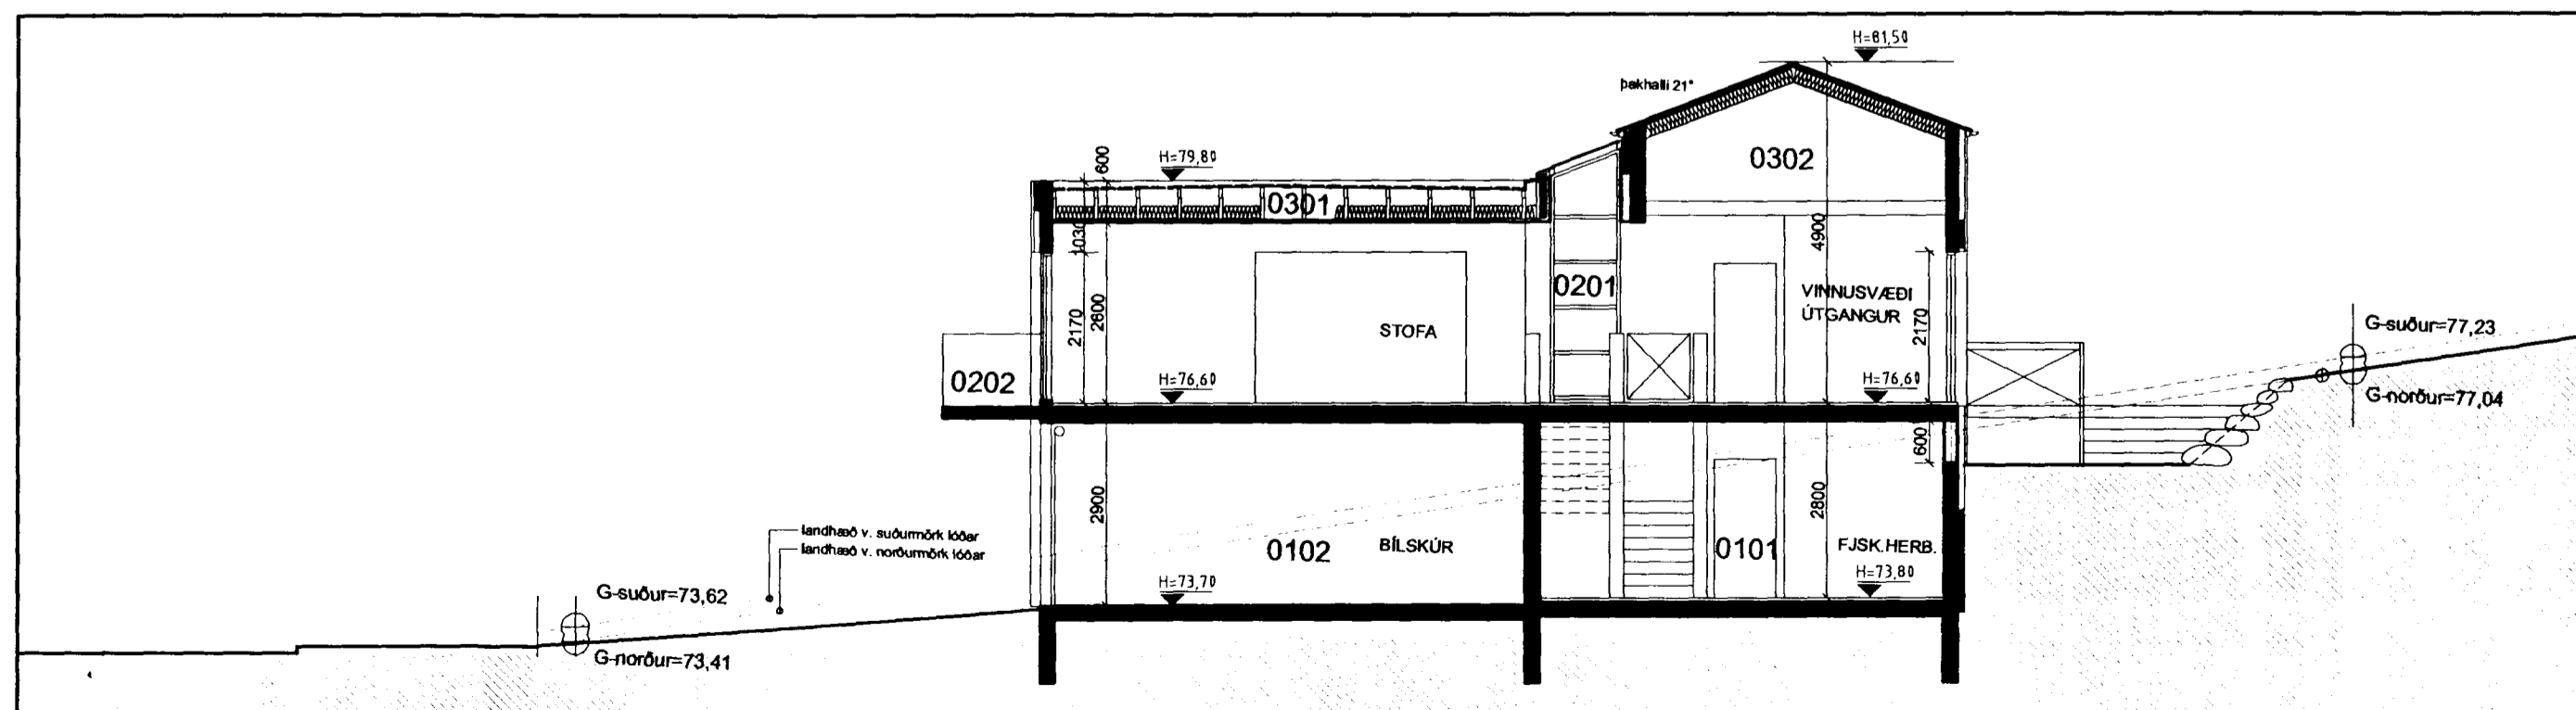 H=81,50
þakhalli 21°
0302
H=79,80
600
0301
1030
4900
2170
2600
STOFA
0201
VINNUSVÆÐI
ÚTGANGUR
2170
G-suður=77,23
0202
H=76,60
H=76,60
G-norður=77,04
600
2900
2800
landhæð v. suðurmörk lóðar
landhæð v. norðurmörk lóðar
0102
BÍLSKÚR
0101
FJSK.HERB.
H=73,70
H=73,80
G-suður=73,62
G-norður=73,41